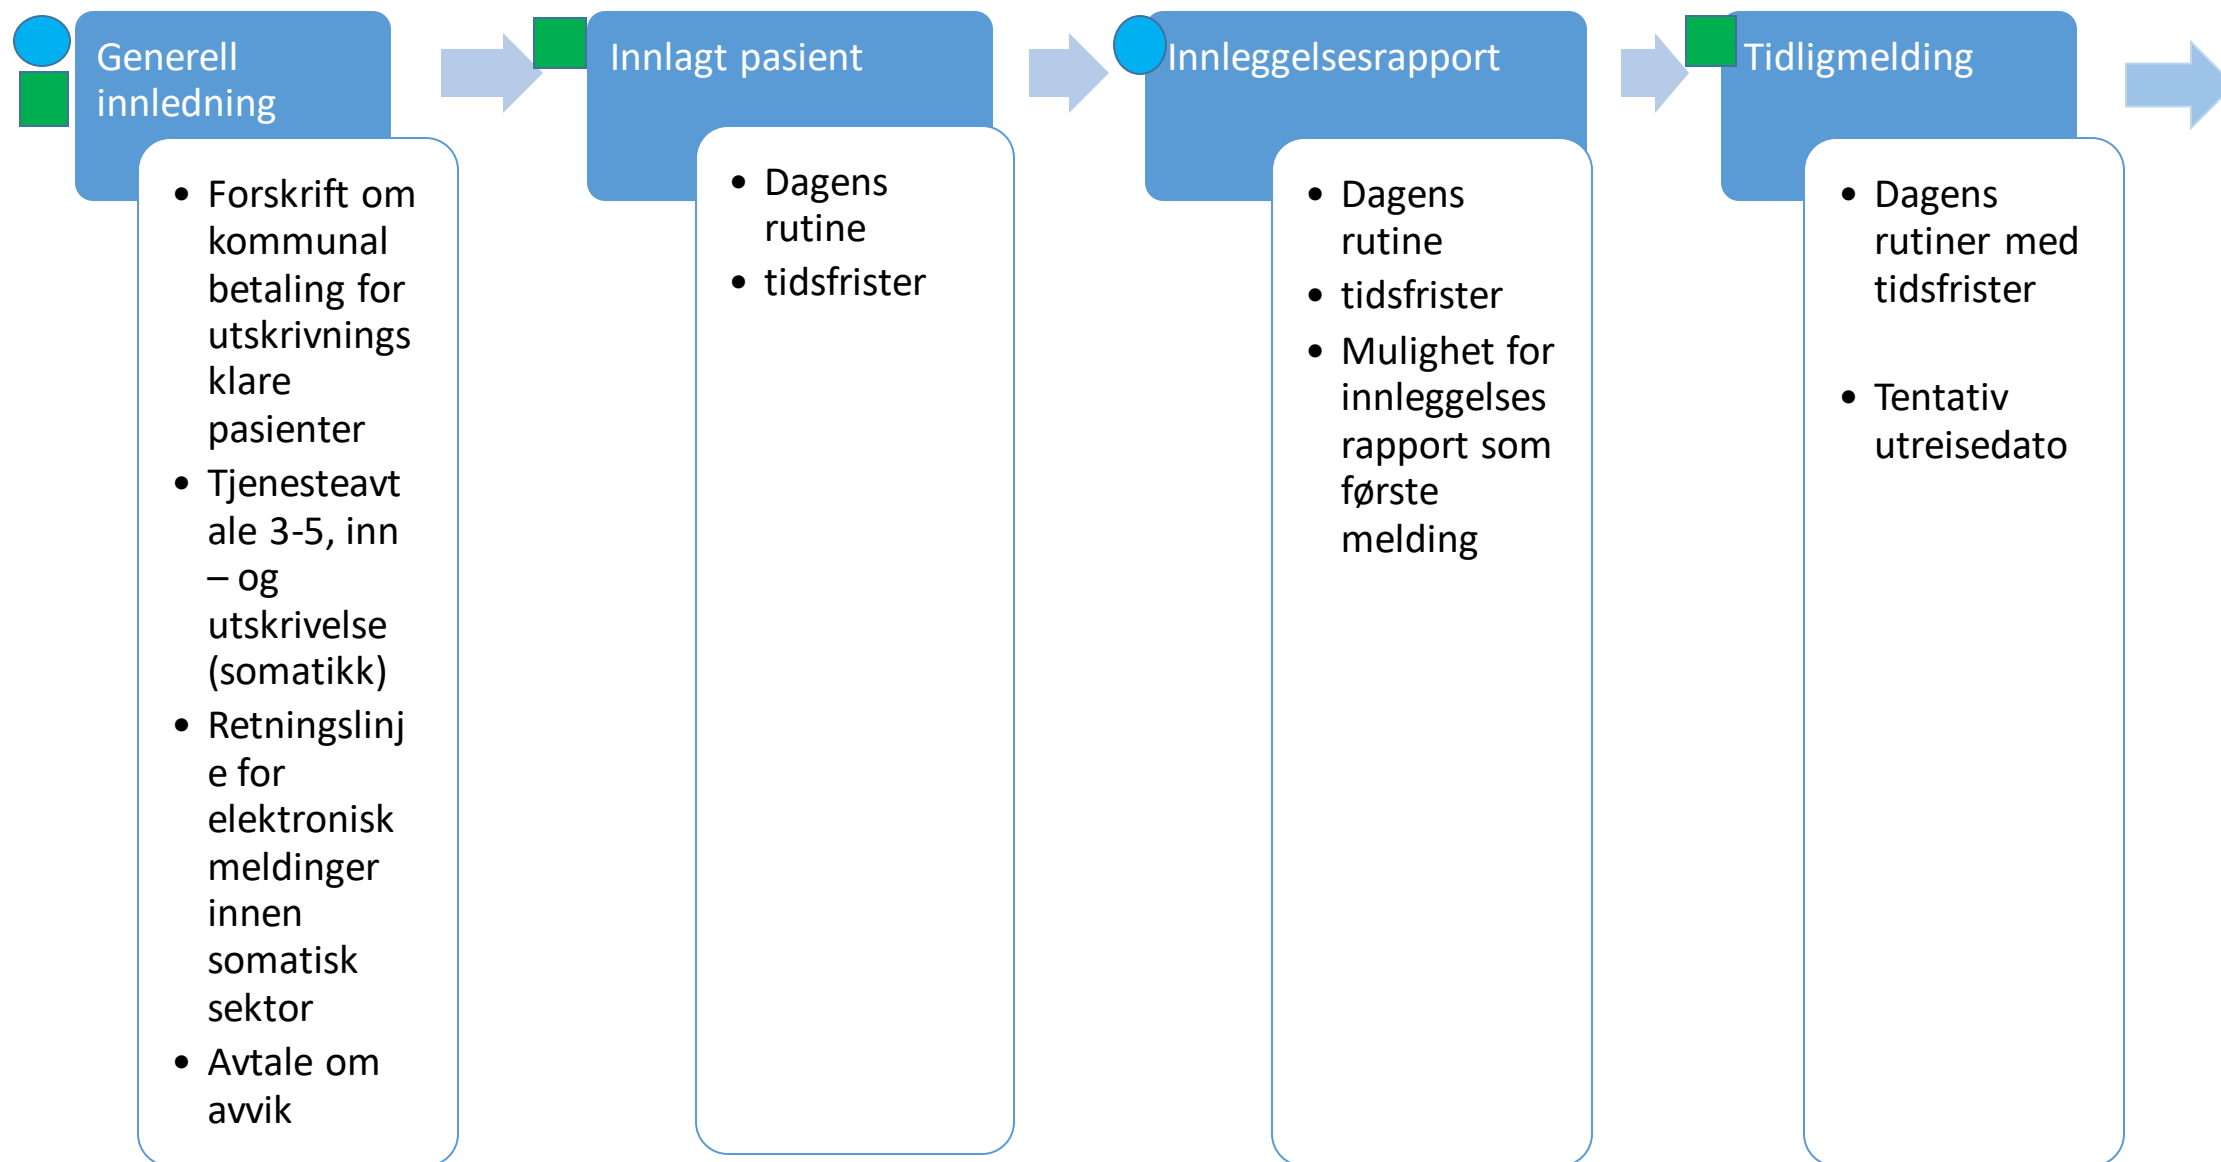 Generell
innledning
• Forskrift om
kommunal
betaling for
utskrivnings
klare
pasienter
• Tjenesteavt
ale 3-5, inn
– og
utskrivelse
(somatikk)
• Retningslinj
e for
elektronisk
meldinger
innen
somatisk
sektor
• Avtale om
avvik
Innlagt pasient
• Dagens
rutine
• tidsfrister
Innleggelsesrapport
• Dagens
rutine
• tidsfrister
• Mulighet for
innleggelses
rapport som
første
melding
Tidligmelding
• Dagens
rutiner med
tidsfrister
• Tentativ
utreisedato